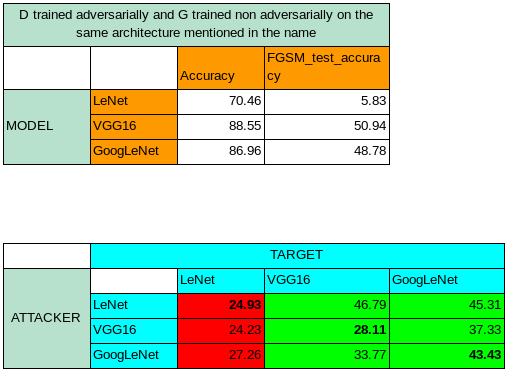 D trained adversarially and G trained non adversarially on the
same architecture mentioned in the name
Accuracy FGSM_test_accura
cy
MODEL LeNet 70.46 5.83
VGG16 88.55 50.94
GoogLeNet 86.96 48.78
TARGET
LeNet VGG16 GoogLeNet
ATTACKER LeNet 24.93 46.79 45.31
VGG16 24.23 28.11 37.33
GoogLeNet 27.26 33.77 43.43